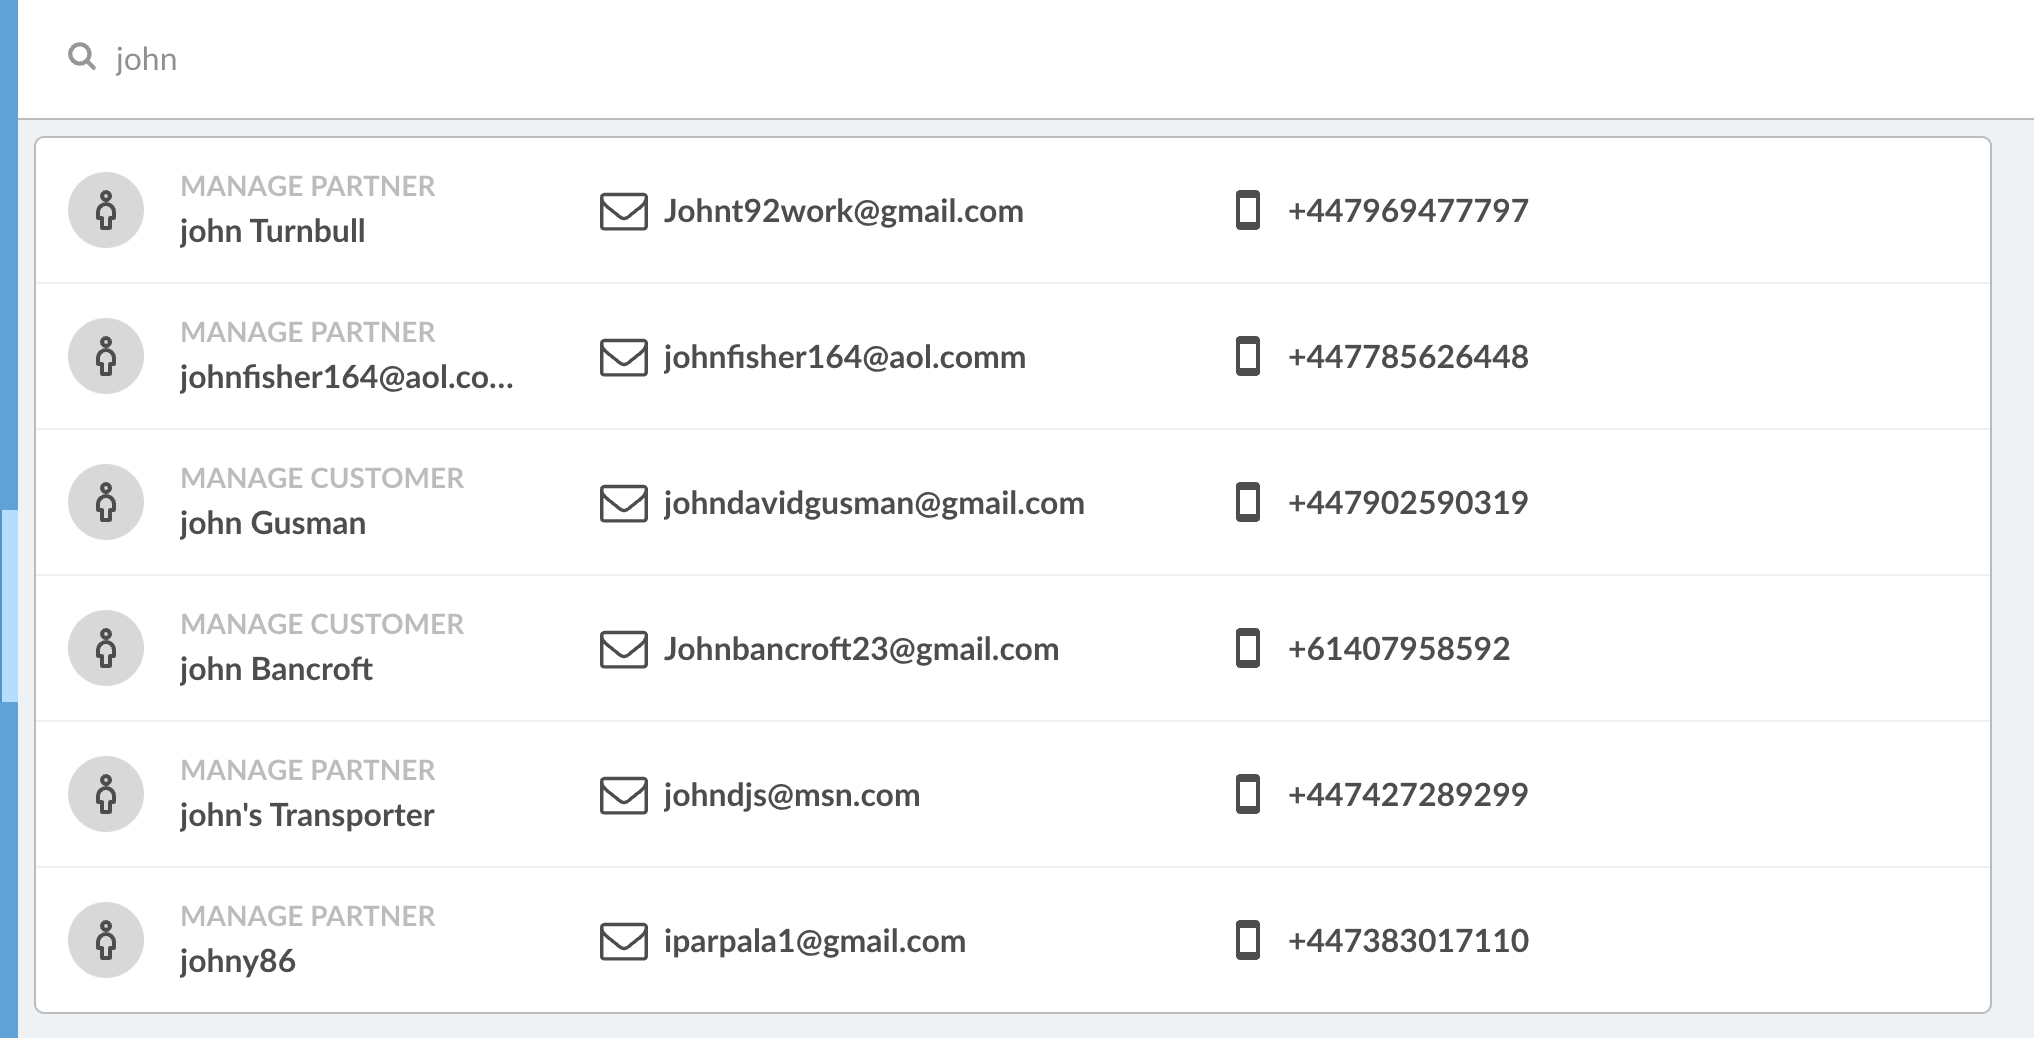 john
MANAGE PARTNER
john Turnbull
Johnt92work@gmail.com
+447969477797
MANAGE PARTNER
johnfisher164@aol.co...
johnfisher164@aol.comm
+447785626448
MANAGE CUSTOMER
john Gusman
johndavidgusman@gmail.com
+447902590319
MANAGE CUSTOMER
john Bancroft
Johnbancroft23@gmail.com
+61407958592
MANAGE PARTNER
john's Transporter
johndjs@msn.com
+447427289299
MANAGE PARTNER
johny86
iparpala1@gmail.com
+447383017110